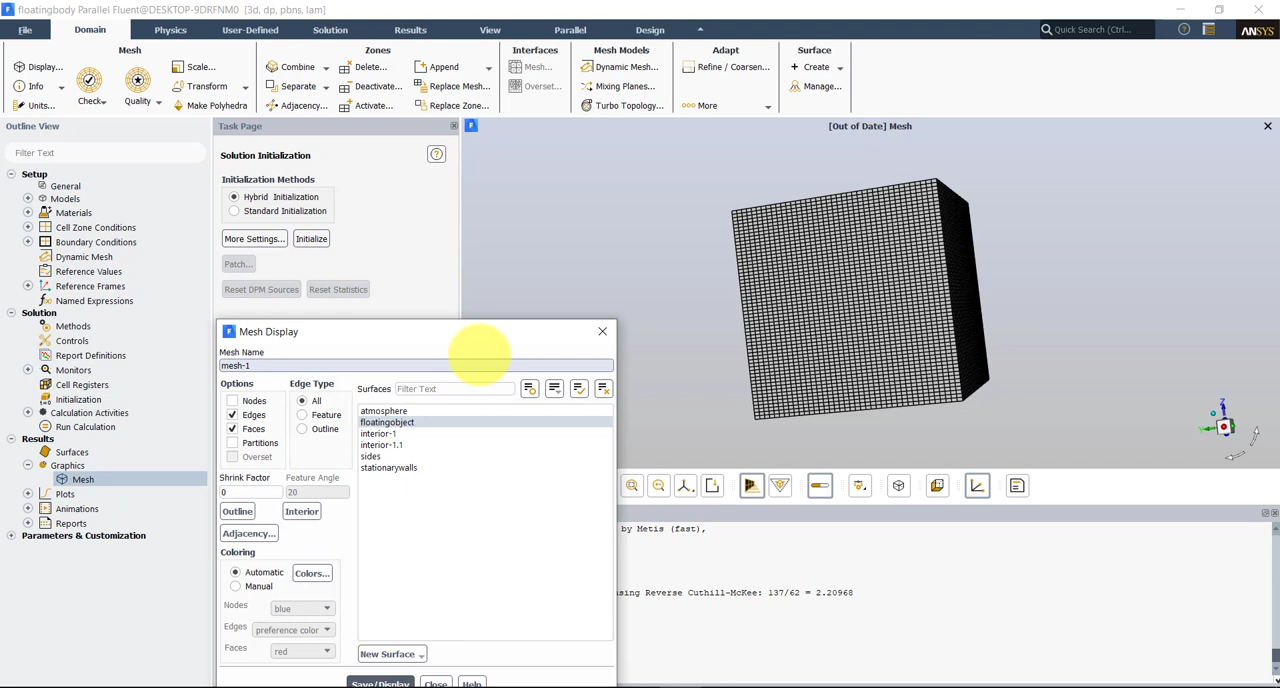 floatingbody Parallel Fluent@DESKTOP-9DRFNM0 [3d, dp, pbns, lam]
File Domain Physics User-Defined Solution Results View Parallel Design Quick Search (Ctrl... ANSYS
Mesh Zones Interfaces Mesh Models Adapt Surface
Display... Scale... Combine Delete... Append Mesh... Dynamic Mesh... Refine / Coarsen... Create
Info Transform Separate Deactivate... Replace Mesh... Overset... Mixing Planes... Manage...
Check Quality
Units... Make Polyhedra Adjacency... Activate... Replace Zone... Turbo Topology... More
Outline View
Filter Text
Setup
General
Models
Materials
Cell Zone Conditions
Boundary Conditions
Dynamic Mesh
Reference Values
Reference Frames
Named Expressions
Solution
Methods
Controls
Report Definitions
Monitors
Cell Registers
Initialization
Calculation Activities
Run Calculation
Results
Surfaces
Graphics
Mesh
Plots
Animations
Reports
Parameters & Customization
Task Page
Solution Initialization
Initialization Methods
Hybrid Initialization
Standard Initialization
More Settings... Initialize
Patch...
Reset DPM Sources Reset Statistics
Mesh Display
Mesh Name
mesh-1
Options
Nodes
Edges
Faces
Partitions
Overset
Edge Type
All
Feature
Outline
Shrink Factor Feature Angle
0 20
Outline Interior
Adjacency...
Coloring
Automatic Colors...
Manual
Nodes blue
Edges preference color
Faces red
Surfaces Filter Text
atmosphere
floatingobject
interior-1
interior-1.1
sides
stationarywalls
New Surface
Save/Display Close Help
[Out of Date] Mesh
Z
Y
by Metis (fast),
using Reverse Cuthill-McKee: 137/62 = 2.20968